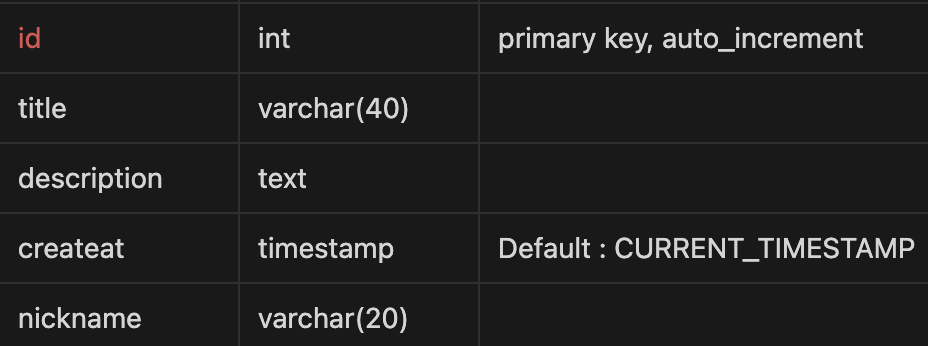 id int primary key, auto_increment
title varchar(40)
description text
createat timestamp Default : CURRENT_TIMESTAMP
nickname varchar(20)